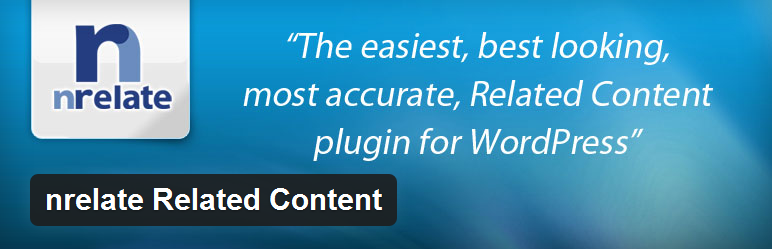 n
nrelate
“The easiest, best looking,
most accurate, Related Content
plugin for WordPress”
nrelate Related Content